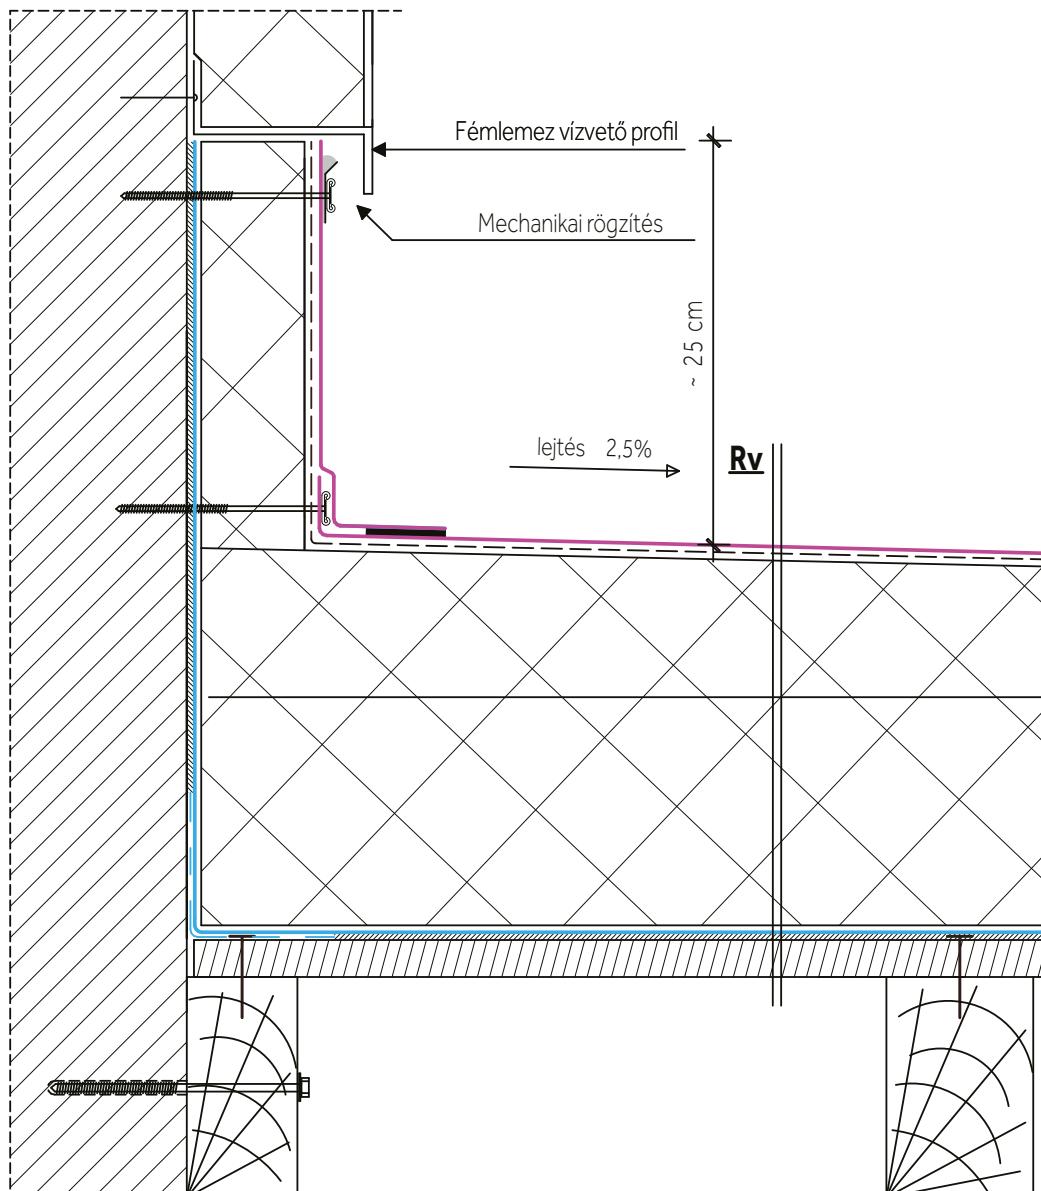 Fémlemez vízvető profil
Mechanikai rögzítés
~ 25 cm
lejtés 2,5%
Rv